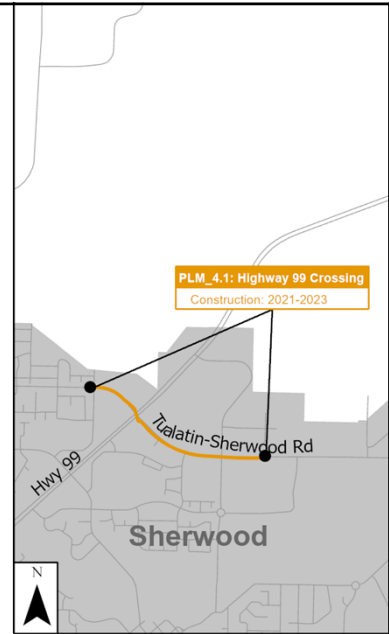 PLM_4.1: Highway 99 Crossing
Construction: 2021-2023
Tualatin-Sherwood Rd
Hwy 99
Sherwood
N